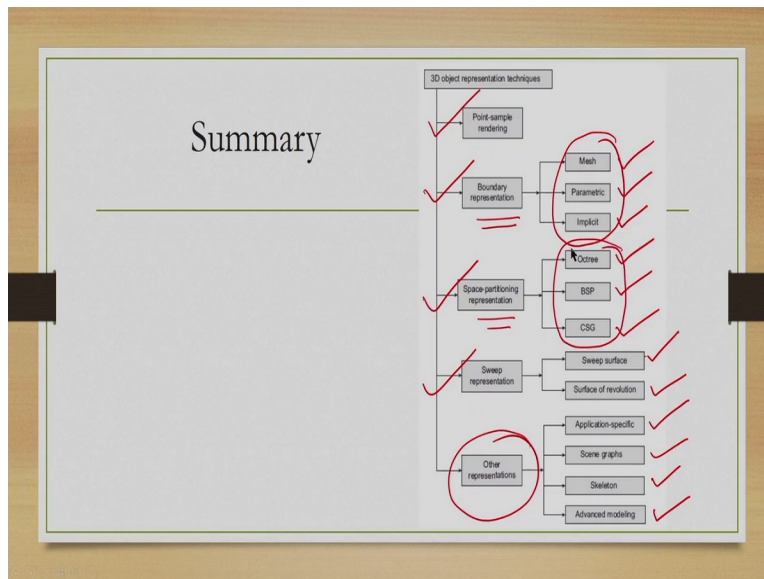 Summary
3D object representation techniques
Point-sample
rendering
Boundary
representation
Mesh
Parametric
Implicit
Space-partitioning
representation
Octree
BSP
CSG
Sweep
representation
Sweep surface
Surface of revolution
Other
representations
Application-specific
Scene graphs
Skeleton
Advanced modeling